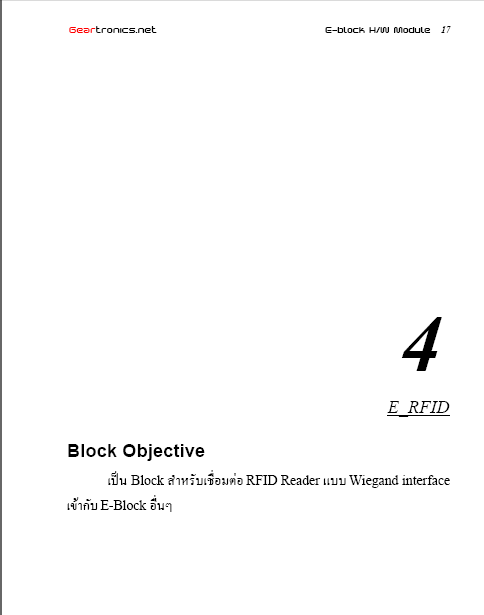 Geartronics.net E-block H/W Module 17
4
E_RFID
Block Objective
เป็น Block สำหรับเชื่อมต่อ RFID Reader แบบ Wiegand interface
เข้ากับ E-Block อื่นๆ